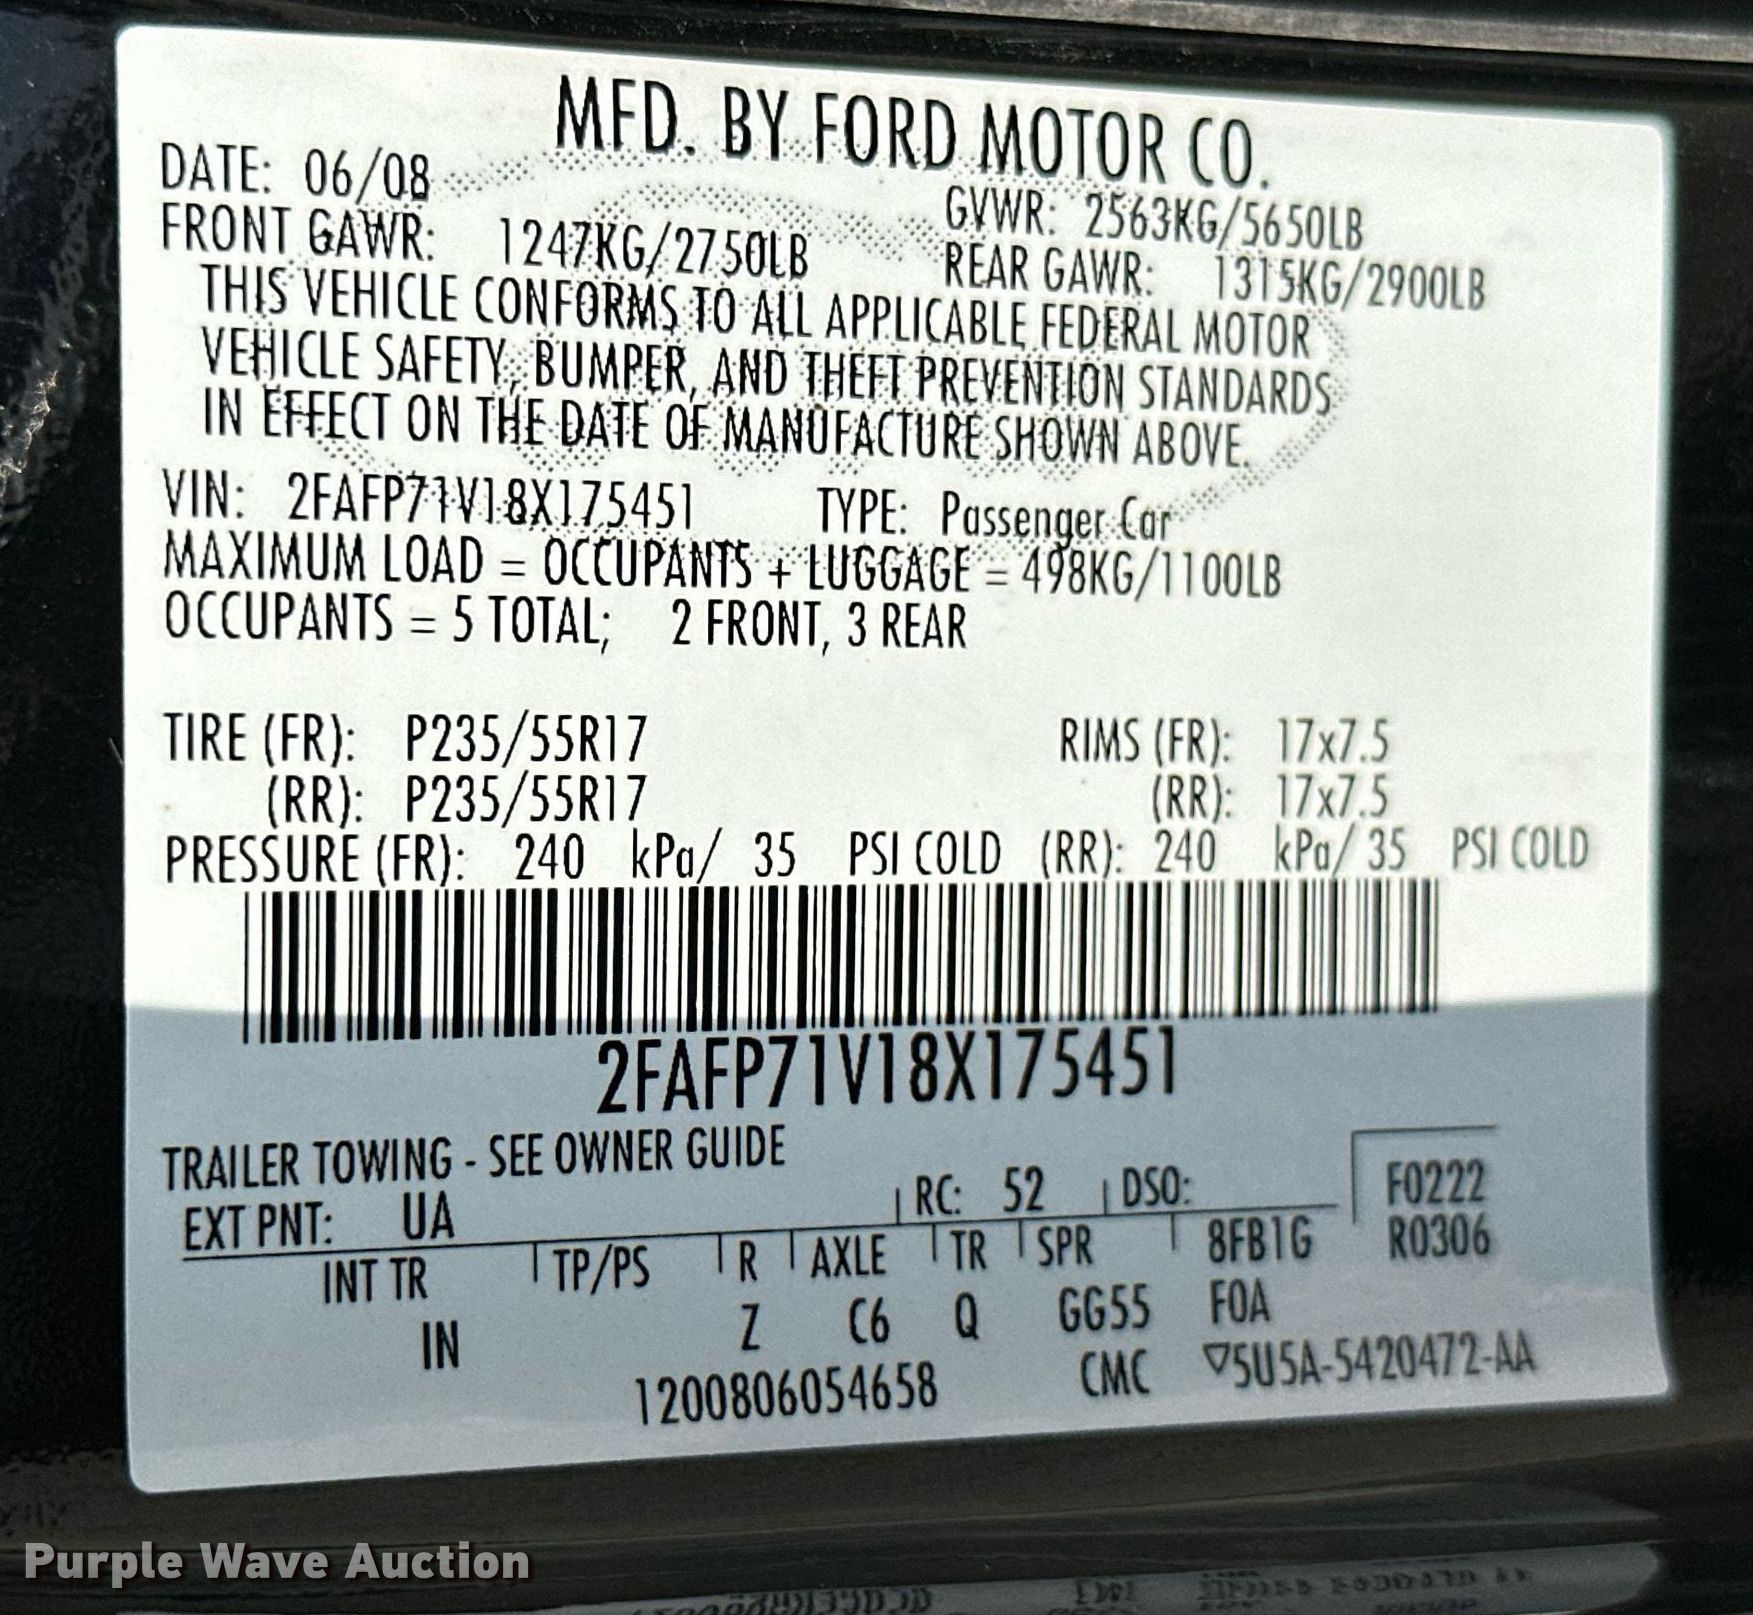 MFD. BY FORD MOTOR CO.
DATE: 06/08
GVWR: 2563KG/5650LB
FRONT GAWR: 1247KG/2750LB
REAR GAWR: 1315KG/2900LB
THIS VEHICLE CONFORMS TO ALL APPLICABLE FEDERAL MOTOR
VEHICLE SAFETY, BUMPER, AND THEFT PREVENTION STANDARDS
IN EFFECT ON THE DATE OF MANUFACTURE SHOWN ABOVE.
VIN: 2FAFP71V18X175451 TYPE: Passenger Car
MAXIMUM LOAD = OCCUPANTS + LUGGAGE = 498KG/1100LB
OCCUPANTS = 5 TOTAL; 2 FRONT, 3 REAR
TIRE (FR): P235/55R17 RIMS (FR): 17x7.5
(RR): P235/55R17 (RR): 17x7.5
PRESSURE (FR): 240 kPa/ 35 PSI COLD (RR): 240 kPa/ 35 PSI COLD
2FAFP71V18X175451
TRAILER TOWING - SEE OWNER GUIDE
EXT PNT: UA RC: 52 DSO: F0222
INT TR TP/PS R AXLE TR SPR 8FB1G R0306
IN Z C6 Q GG55 FOA
1200806054658 CMC ▽5U5A-5420472-AA
Purple Wave Auction